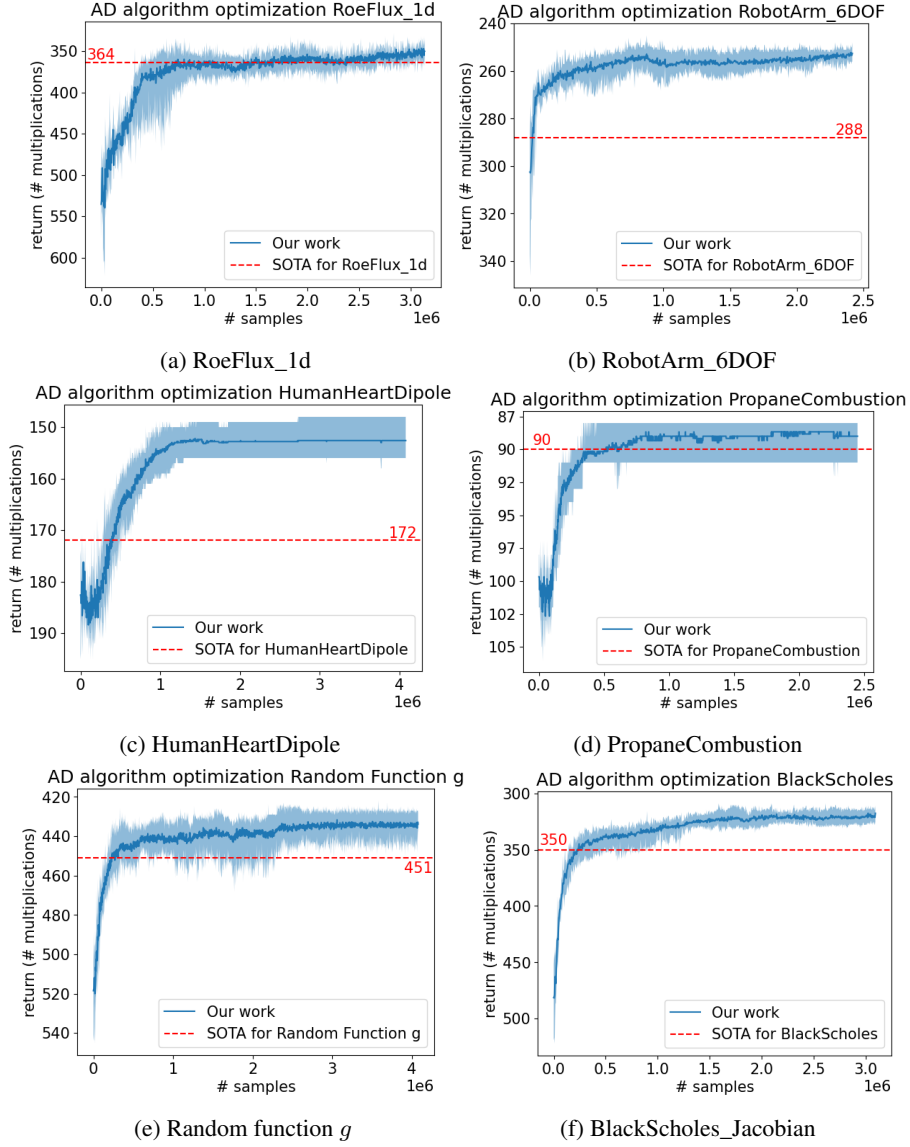 AD algorithm optimization RoeFlux_1d
364
350
400
450
500
550
600
return (# multiplications)
Our work
SOTA for RoeFlux_1d
0.0 0.5 1.0 1.5 2.0 2.5 3.0
# samples
1e6
(a) RoeFlux_1d
AD algorithm optimization RobotArm_6DOF
240
260
280
300
320
340
return (# multiplications)
288
Our work
SOTA for RobotArm_6DOF
0.0 0.5 1.0 1.5 2.0 2.5
# samples
1e6
(b) RobotArm_6DOF
AD algorithm optimization HumanHeartDipole
150
160
170
180
190
return (# multiplications)
172
Our work
SOTA for HumanHeartDipole
0 1 2 3 4
# samples
1e6
(c) HumanHeartDipole
AD algorithm optimization PropaneCombustion
87
90
92
95
97
100
102
105
return (# multiplications)
90
Our work
SOTA for PropaneCombustion
0.0 0.5 1.0 1.5 2.0 2.5
# samples
1e6
(d) PropaneCombustion
AD algorithm optimization Random Function g
420
440
460
480
500
520
540
return (# multiplications)
451
Our work
SOTA for Random Function g
0 1 2 3 4
# samples
1e6
(e) Random function g
AD algorithm optimization BlackScholes
300
350
400
450
500
return (# multiplications)
350
Our work
SOTA for BlackScholes
0.0 0.5 1.0 1.5 2.0 2.5 3.0
# samples
1e6
(f) BlackScholes_Jacobian